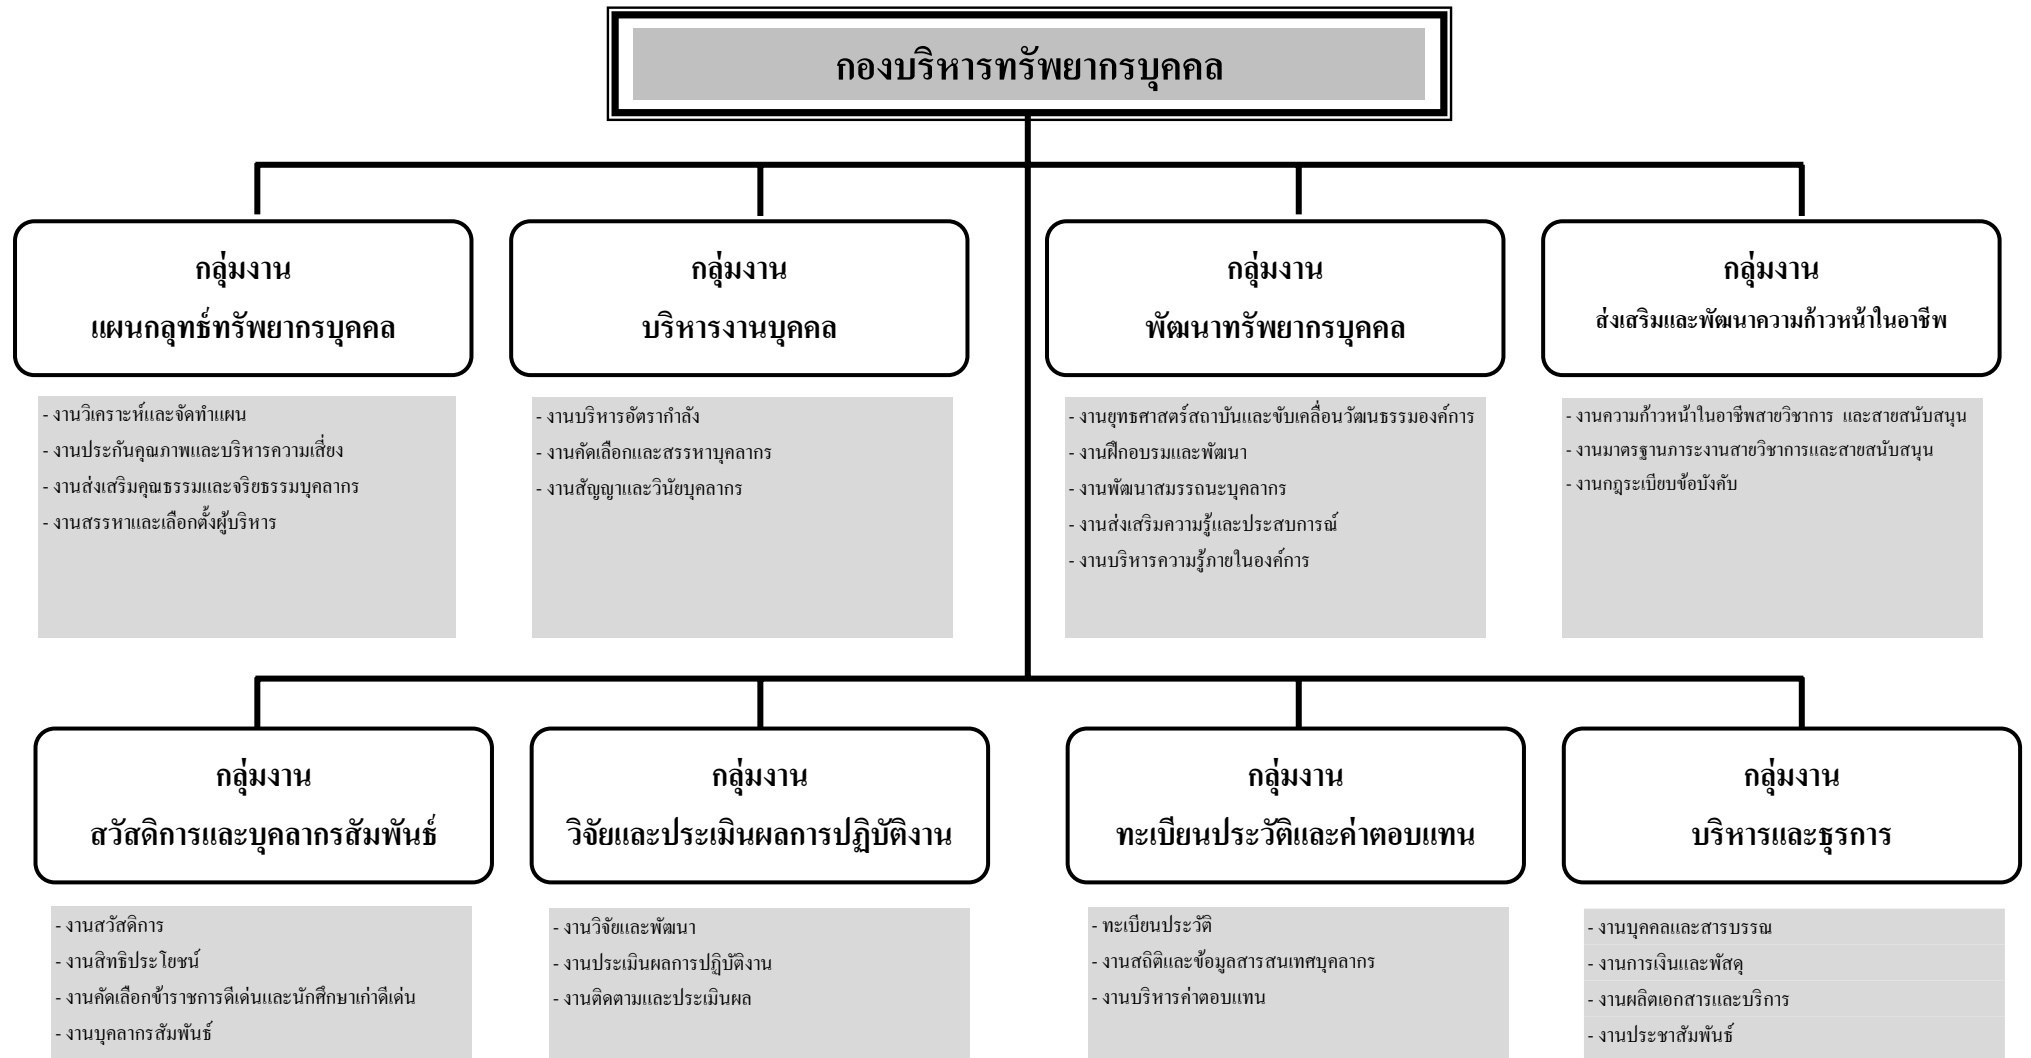 กองบริหารทรัพยากรบุคคล
กลุ่มงาน
แผนกลุทธ์ทรัพยากรบุคคล
- งานวิเคราะห์และจัดทำแผน
- งานประกันคุณภาพและบริหารความเสี่ยง
- งานส่งเสริมคุณธรรมและจริยธรรมบุคลากร
- งานสรรหาและเลือกตั้งผู้บริหาร
กลุ่มงาน
บริหารงานบุคคล
- งานบริหารอัตรากำลัง
- งานคัดเลือกและสรรหาบุคลากร
- งานสัญญาและวินัยบุคลากร
กลุ่มงาน
พัฒนาทรัพยากรบุคคล
- งานยุทธศาสตร์สถาบันและขับเคลื่อนวัฒนธรรมองค์การ
- งานฝึกอบรมและพัฒนา
- งานพัฒนาสมรรถนะบุคลากร
- งานส่งเสริมความรู้และประสบการณ์
- งานบริหารความรู้ภายในองค์การ
กลุ่มงาน
ส่งเสริมและพัฒนาความก้าวหน้าในอาชีพ
- งานความก้าวหน้าในอาชีพสายวิชาการ และสายสนับสนุน
- งานมาตรฐานภาระงานสายวิชาการและสายสนับสนุน
- งานกฎระเบียบข้อบังคับ
กลุ่มงาน
สวัสดิการและบุคลากรสัมพันธ์
- งานสวัสดิการ
- งานสิทธิประโยชน์
- งานคัดเลือกข้าราชการดีเด่นและนักศึกษาเก่าดีเด่น
- งานบุคลากรสัมพันธ์
กลุ่มงาน
วิจัยและประเมินผลการปฏิบัติงาน
- งานวิจัยและพัฒนา
- งานประเมินผลการปฏิบัติงาน
- งานติดตามและประเมินผล
กลุ่มงาน
ทะเบียนประวัติและค่าตอบแทน
- ทะเบียนประวัติ
- งานสถิติและข้อมูลสารสนเทศบุคลากร
- งานบริหารค่าตอบแทน
กลุ่มงาน
บริหารและธุรการ
- งานบุคคลและสารบรรณ
- งานการเงินและพัสดุ
- งานผลิตเอกสารและบริการ
- งานประชาสัมพันธ์